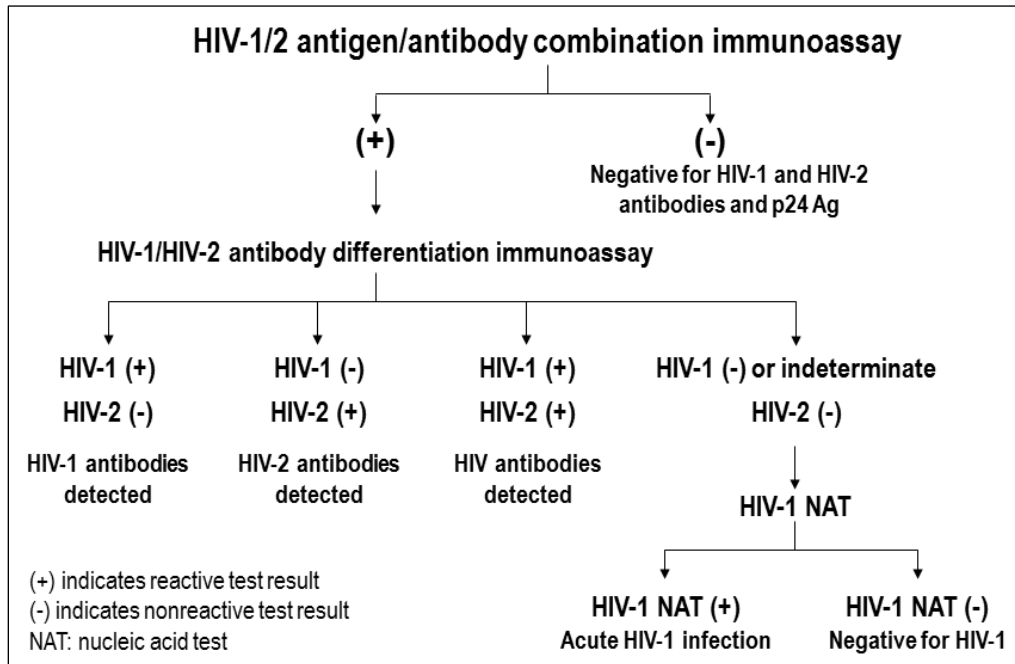 HIV-1/2 antigen/antibody combination immunoassay
(+)
(-)
Negative for HIV-1 and HIV-2
antibodies and p24 Ag
HIV-1/HIV-2 antibody differentiation immunoassay
HIV-1 (+)
HIV-2 (-)
HIV-1 antibodies
detected
HIV-1 (-)
HIV-2 (+)
HIV-2 antibodies
detected
HIV-1 (+)
HIV-2 (+)
HIV antibodies
detected
HIV-1 (-) or indeterminate
HIV-2 (-)
HIV-1 NAT
HIV-1 NAT (+)
Acute HIV-1 infection
HIV-1 NAT (-)
Negative for HIV-1
(+) indicates reactive test result
(-) indicates nonreactive test result
NAT: nucleic acid test